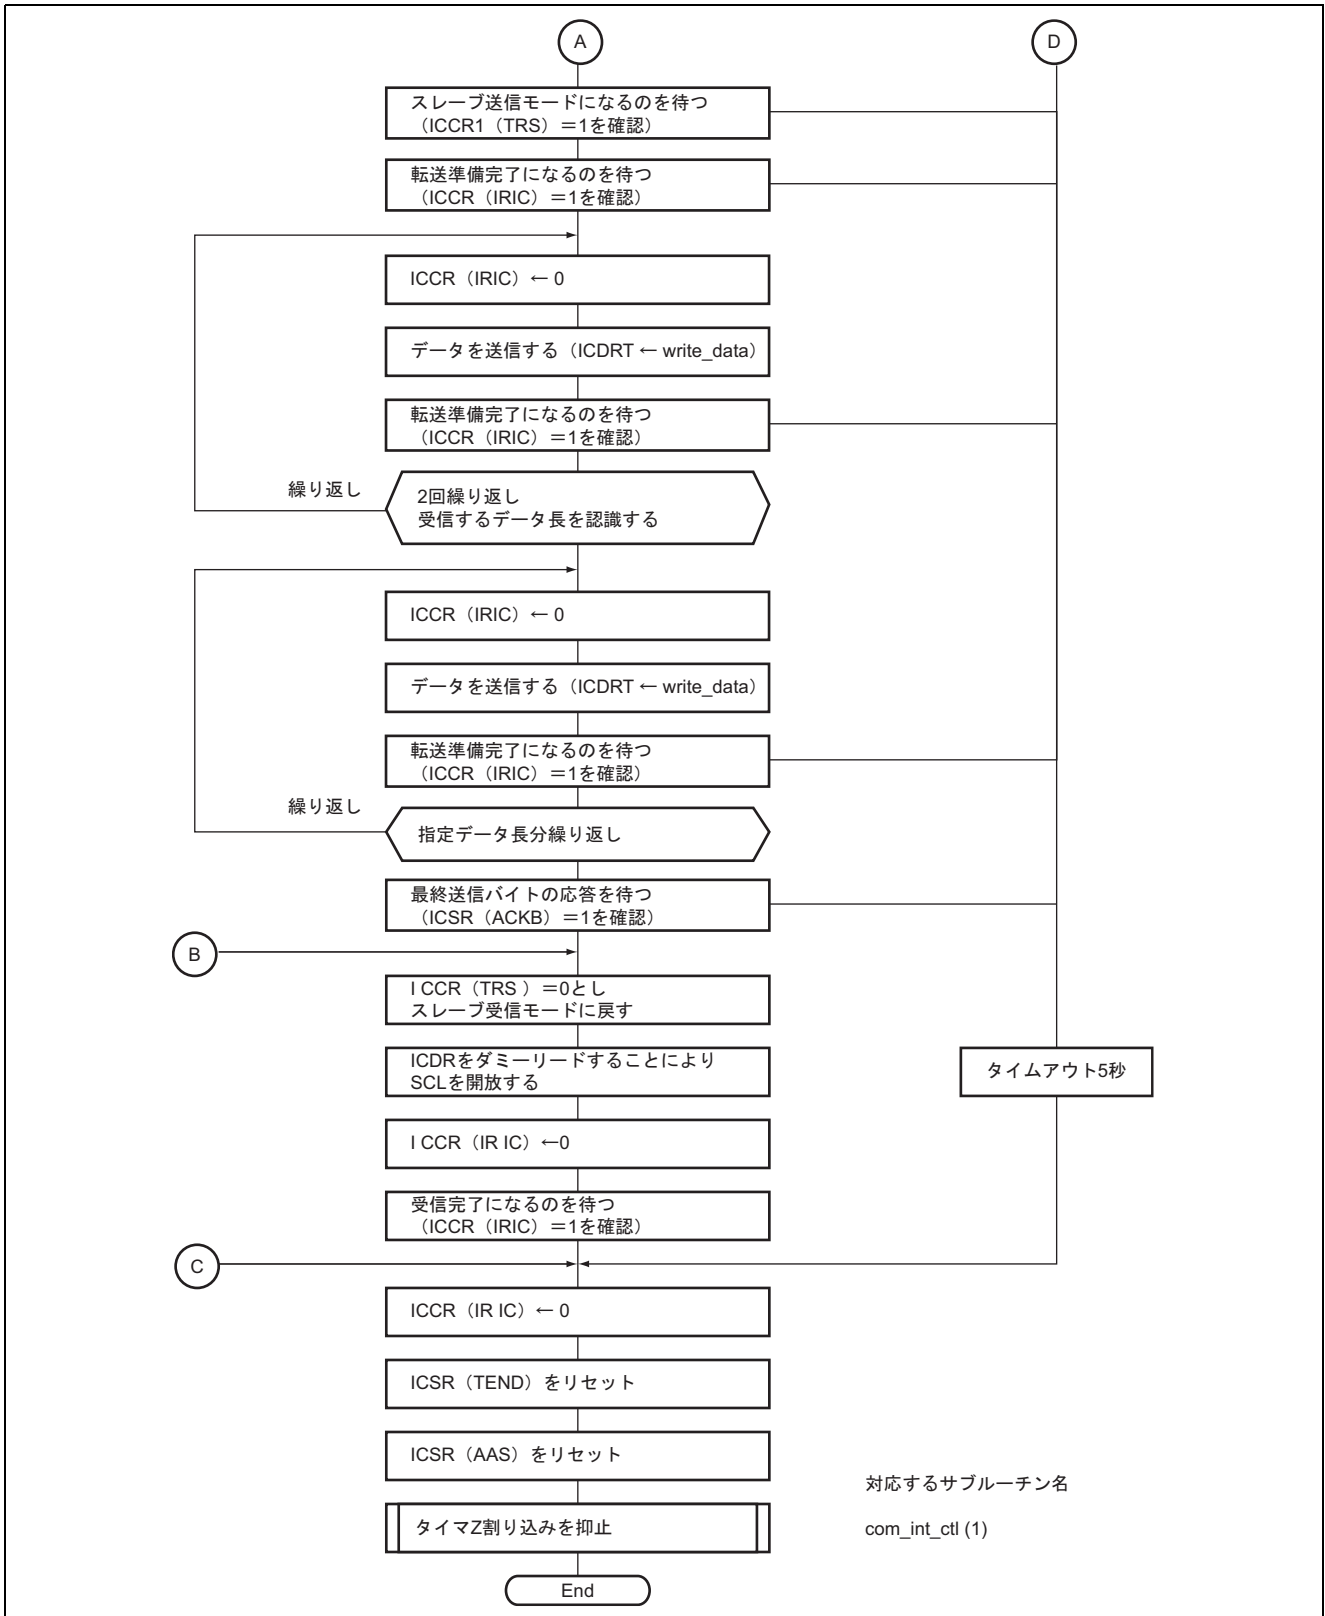 A
D
スレーブ送信モードになるのを待つ
（ICCR1（TRS）＝1を確認）
転送準備完了になるのを待つ
（ICCR（IRIC）＝1を確認）
ICCR（IRIC）← 0
データを送信する（ICDRT ← write_data）
転送準備完了になるのを待つ
（ICCR（IRIC）＝1を確認）
繰り返し
2回繰り返し
受信するデータ長を認識する
ICCR（IRIC）← 0
データを送信する（ICDRT ← write_data）
転送準備完了になるのを待つ
（ICCR（IRIC）＝1を確認）
繰り返し
指定データ長分繰り返し
最終送信バイトの応答を待つ
（ICSR（ACKB）＝1を確認）
B
I CCR（TRS ）＝0とし
スレーブ受信モードに戻す
ICDRをダミーリードすることにより
SCLを開放する
タイムアウト5秒
I CCR（IR IC）←0
受信完了になるのを待つ
（ICCR（IRIC）＝1を確認）
C
ICCR（IR IC）← 0
ICSR（TEND）をリセット
ICSR（AAS）をリセット
対応するサブルーチン名
タイマZ割り込みを抑止
com_int_ctl (1)
End